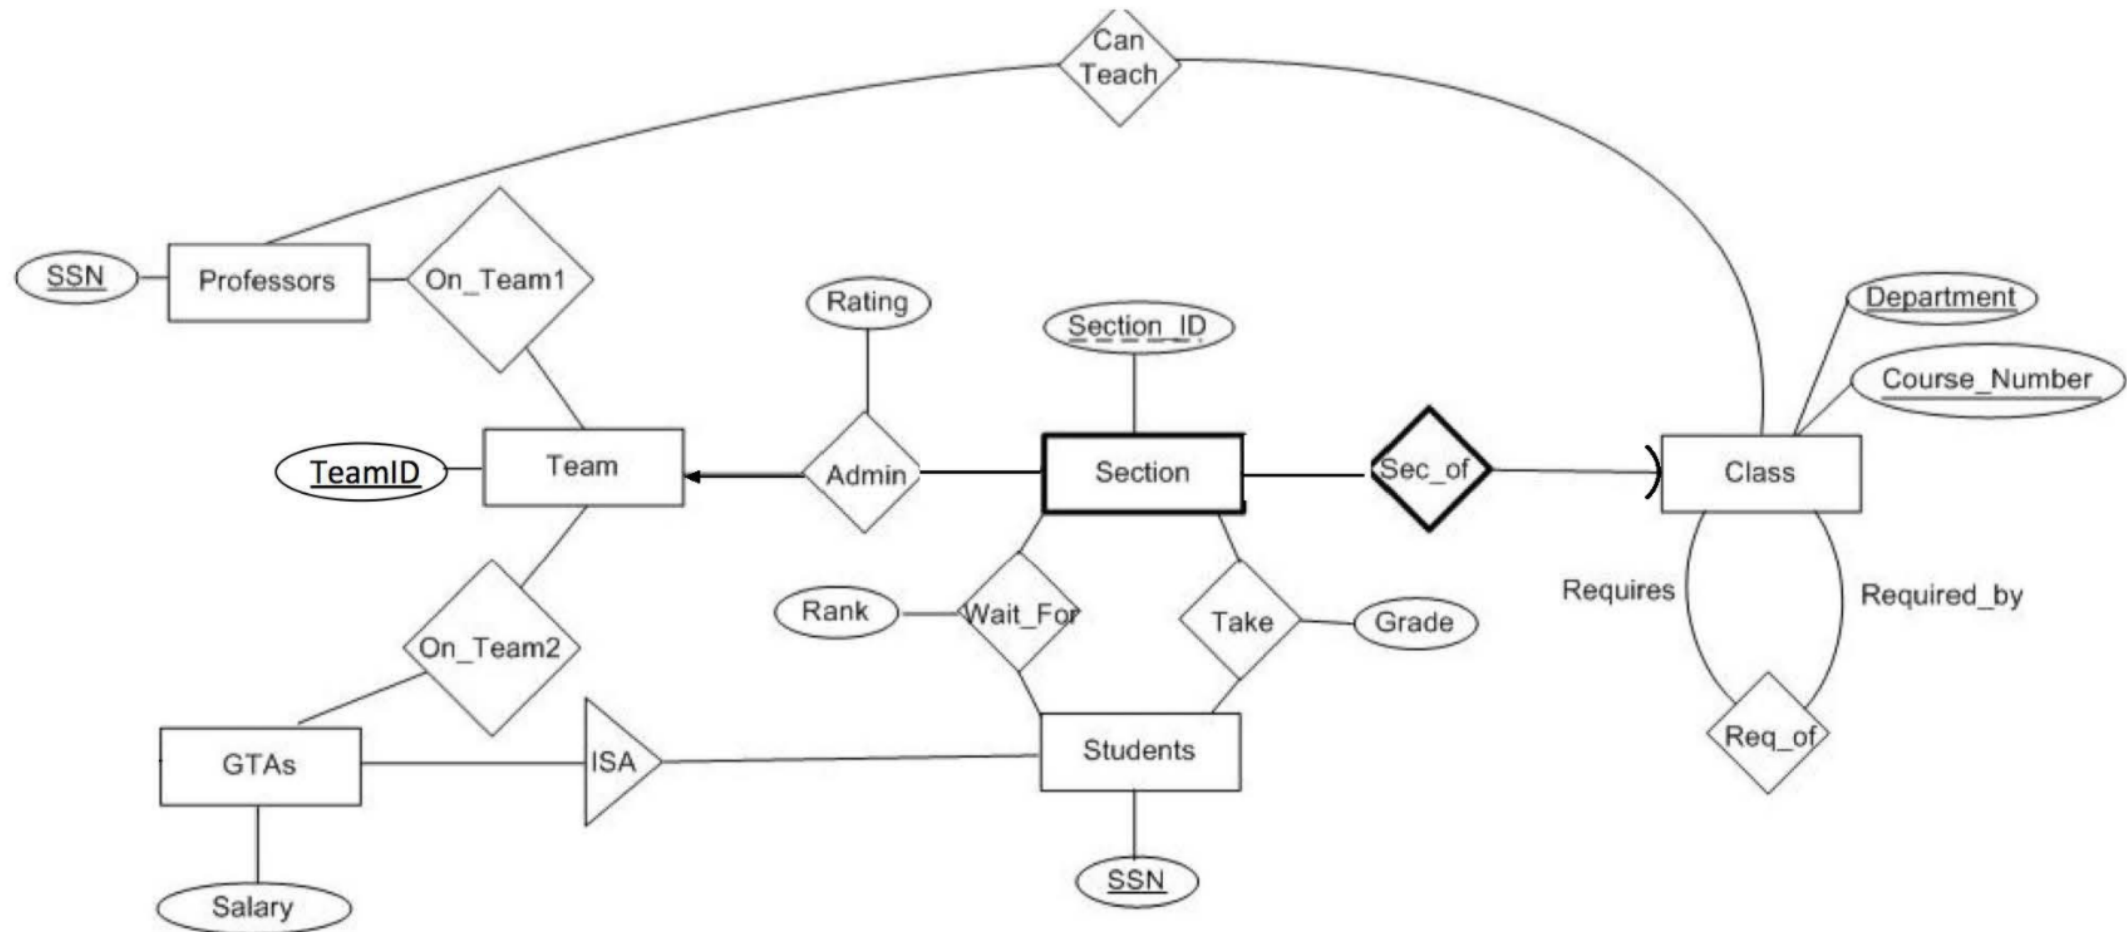 Can
Teach
SSN
Professors
On_Team1
Rating
Section_ID
Department
Course_Number
TeamID
Team
Admin
Section
Sec_of
Class
Rank
Wait_For
Take
Grade
Requires
Required_by
On_Team2
GTAs
ISA
Students
Req_of
Salary
SSN